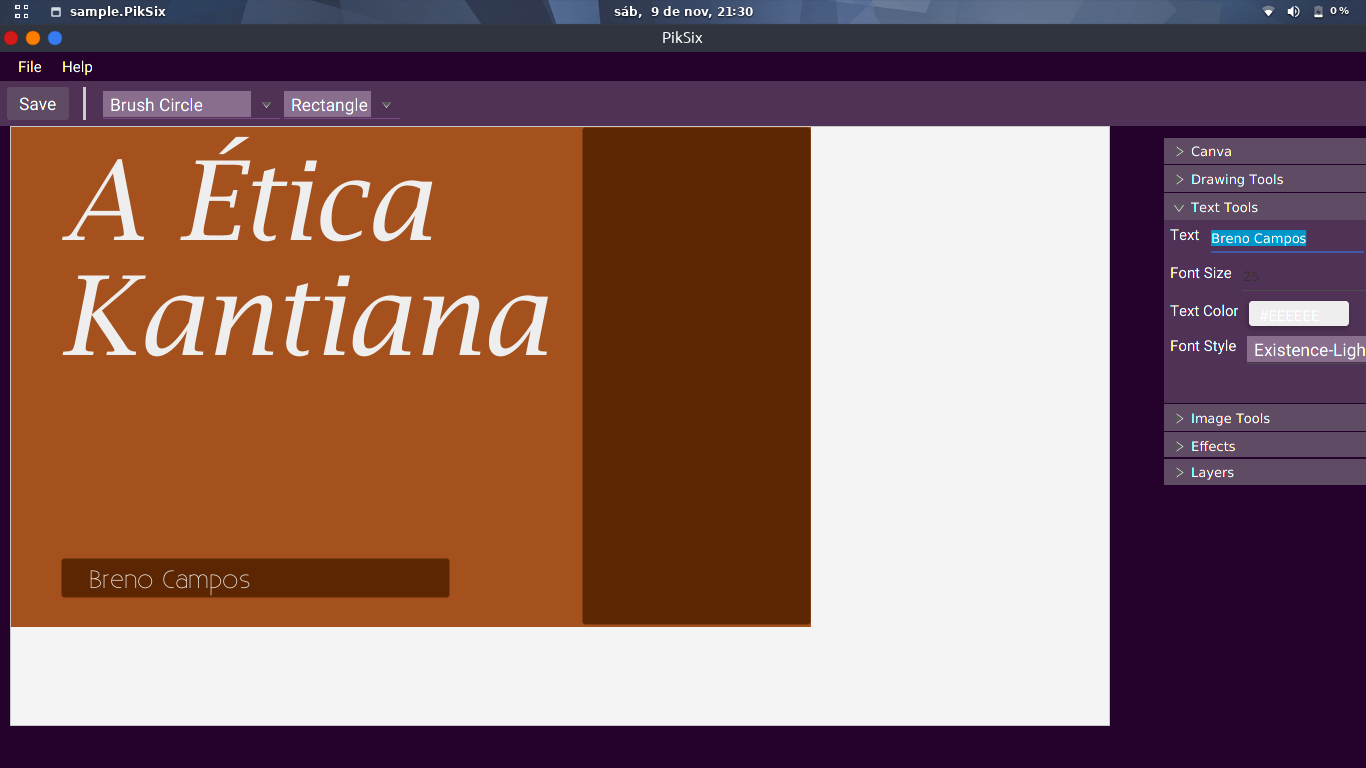 sample.PikSix
sáb, 9 de nov, 21:30
0 %
PikSix
File Help
Save Brush Circle Rectangle
A Ética
Kantiana
Breno Campos
Canva
Drawing Tools
Text Tools
Text Breno Campos
Font Size 25
Text Color #EEEEEE
Font Style Existence-Ligh
Image Tools
Effects
Layers